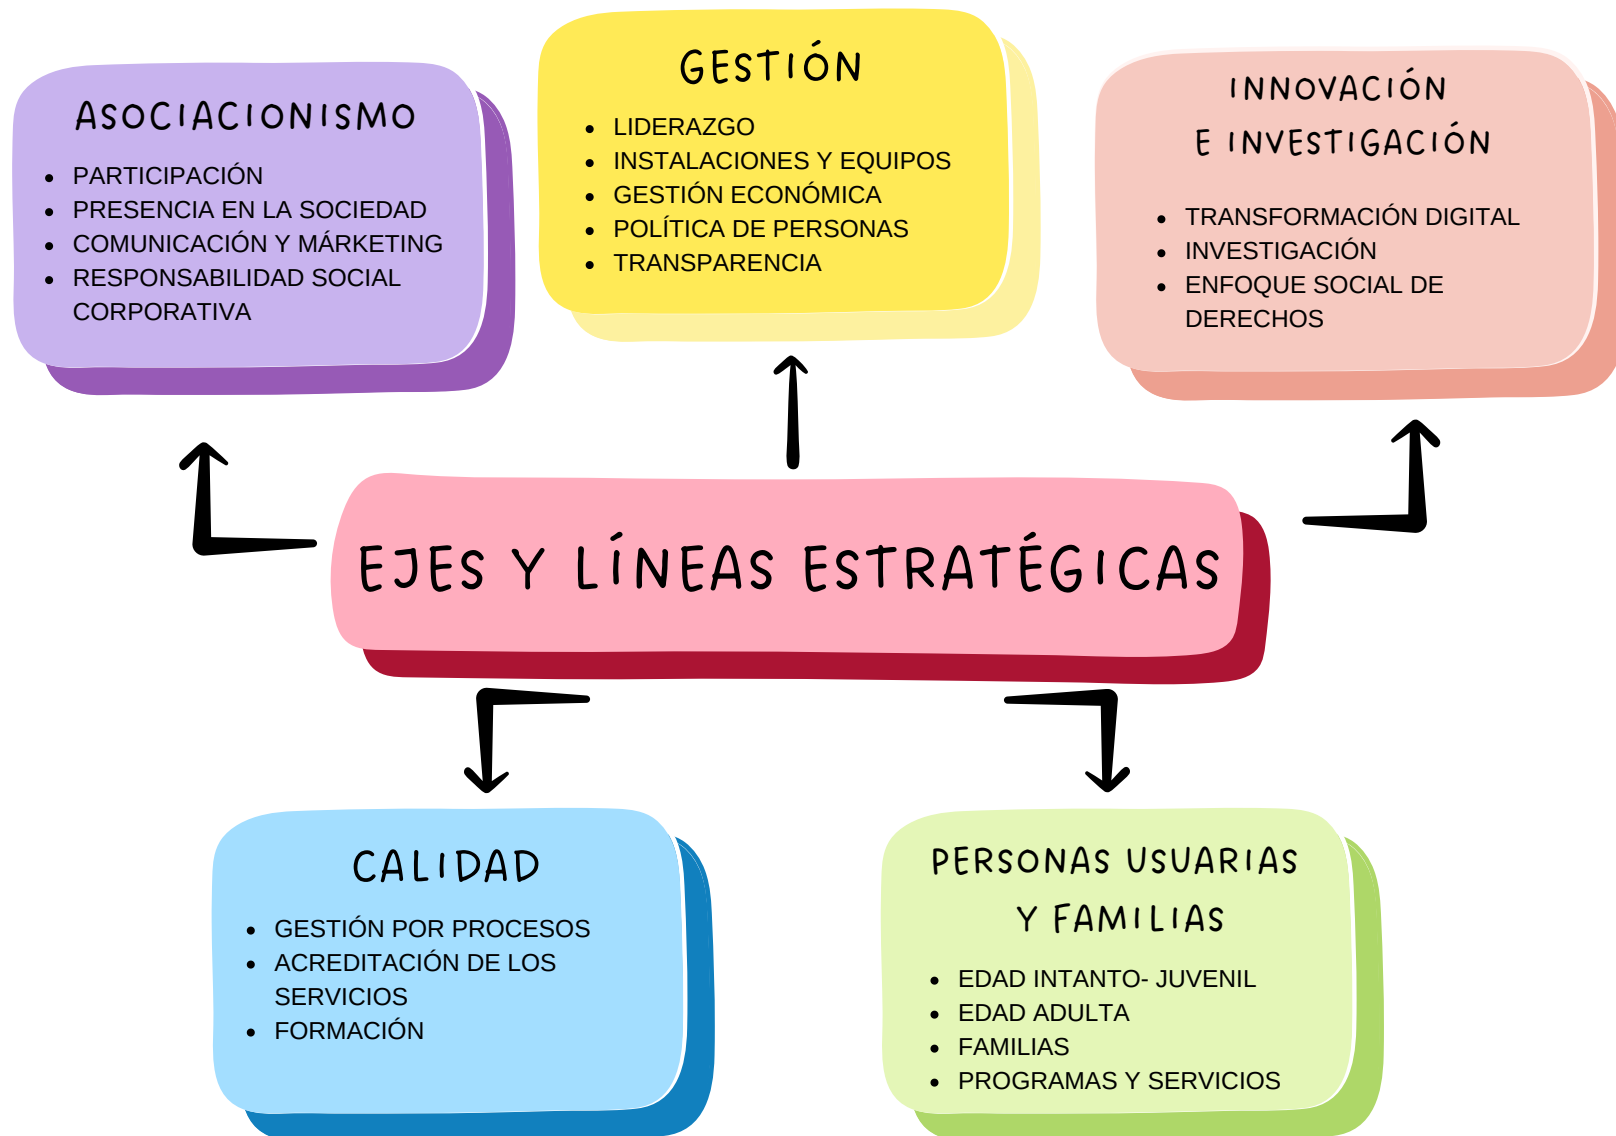 ASOCIACIONISMO
• PARTICIPACIÓN
• PRESENCIA EN LA SOCIEDAD
• COMUNICACIÓN Y MÁRKETING
• RESPONSABILIDAD SOCIAL
CORPORATIVA
GESTIÓN
• LIDERAZGO
• INSTALACIONES Y EQUIPOS
• GESTIÓN ECONÓMICA
• POLÍTICA DE PERSONAS
• TRANSPARENCIA
INNOVACIÓN
E INVESTIGACIÓN
• TRANSFORMACIÓN DIGITAL
• INVESTIGACIÓN
• ENFOQUE SOCIAL DE
DERECHOS
EJES Y LÍNEAS ESTRATÉGICAS
CALIDAD
• GESTIÓN POR PROCESOS
• ACREDITACIÓN DE LOS
SERVICIOS
• FORMACIÓN
PERSONAS USUARIAS
Y FAMILIAS
• EDAD INTANTO- JUVENIL
• EDAD ADULTA
• FAMILIAS
• PROGRAMAS Y SERVICIOS